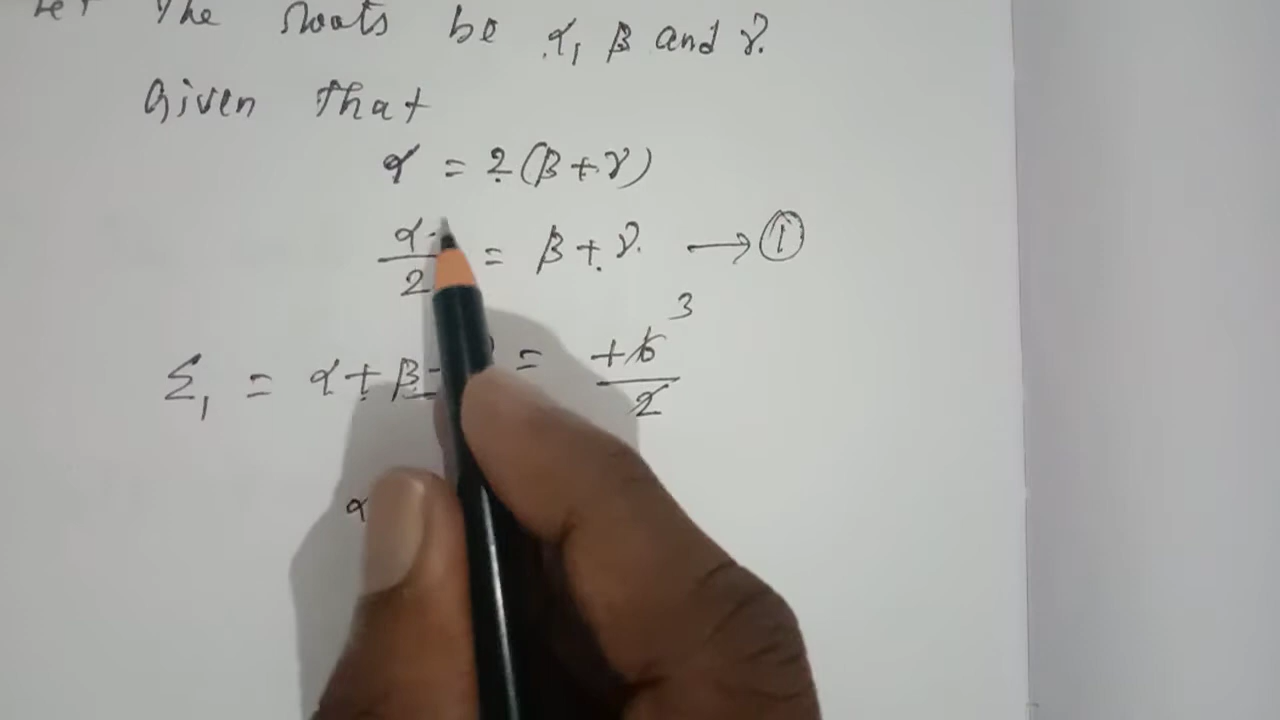 Let The roots be α, β and γ.
Given That
α = 2(β+γ)
α/2 = β+γ. → ①
Σ₁ = α+β = +6/2 3
α